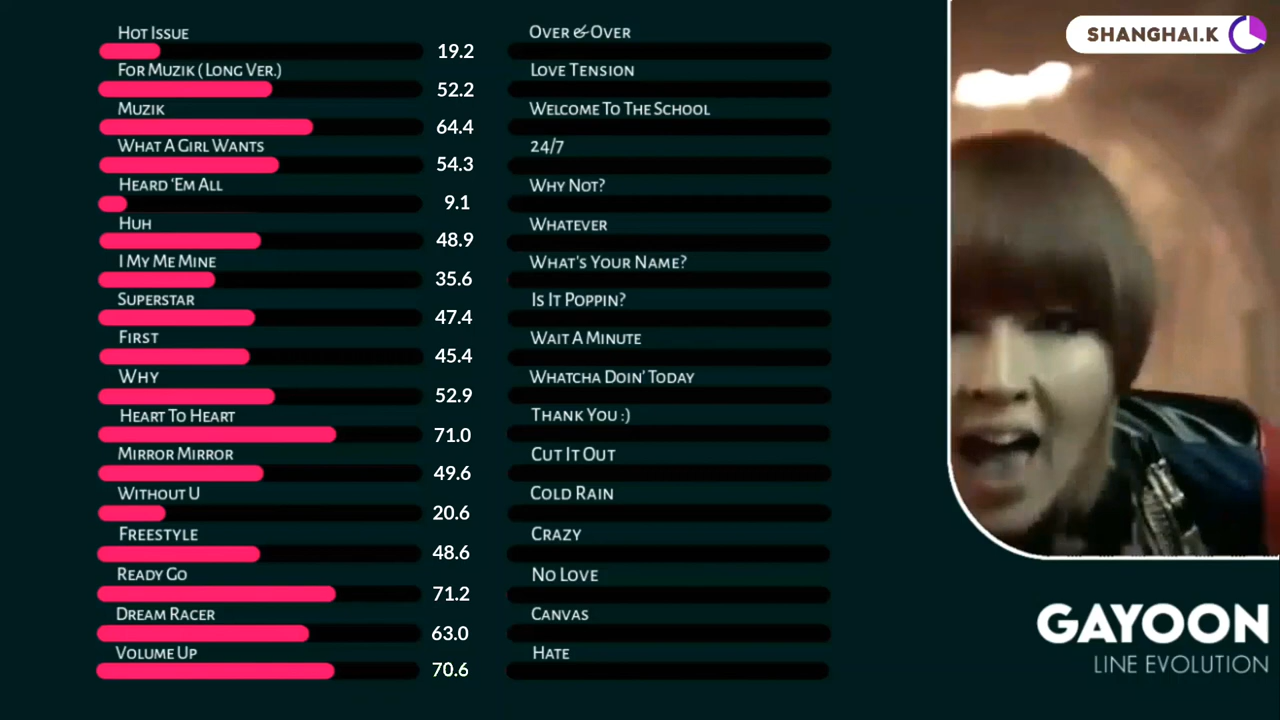 HOT ISSUE
19.2
FOR MUZIK (LONG VER.)
52.2
MUZIK
64.4
WHAT A GIRL WANTS
54.3
HEARD 'EM ALL
9.1
HUH
48.9
I MY ME MINE
35.6
SUPERSTAR
47.4
FIRST
45.4
WHY
52.9
HEART TO HEART
71.0
MIRROR MIRROR
49.6
WITHOUT U
20.6
FREESTYLE
48.6
READY GO
71.2
DREAM RACER
63.0
VOLUME UP
70.6
OVER & OVER
LOVE TENSION
WELCOME TO THE SCHOOL
24/7
WHY NOT?
WHATEVER
WHAT'S YOUR NAME?
IS IT POPPIN?
WAIT A MINUTE
WHATCHA DOIN' TODAY
THANK YOU :)
CUT IT OUT
COLD RAIN
CRAZY
NO LOVE
CANVAS
HATE
SHANGHAI.K
GAYOON
LINE EVOLUTION